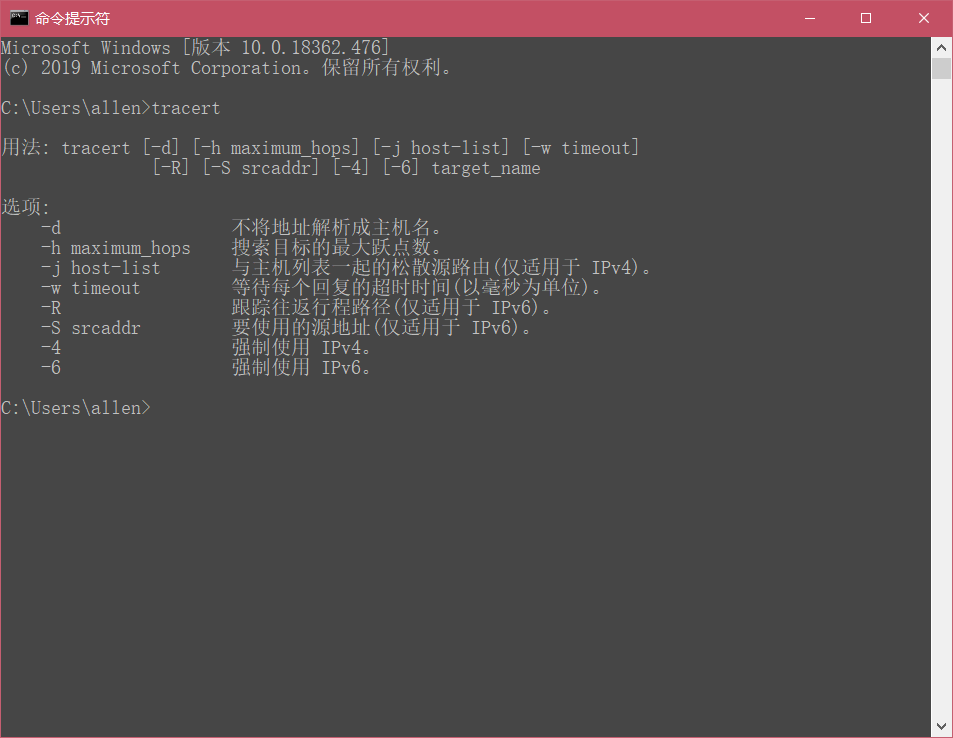 命令提示符
Microsoft Windows [版本 10.0.18362.476]
(c) 2019 Microsoft Corporation。保留所有权利。
C:\Users\allen>tracert
用法: tracert [-d] [-h maximum_hops] [-j host-list] [-w timeout]
[-R] [-S srcaddr] [-4] [-6] target_name
选项:
-d 不将地址解析成主机名。
-h maximum_hops 搜索目标的最大跃点数。
-j host-list 与主机列表一起的松散源路由(仅适用于 IPv4)。
-w timeout 等待每个回复的超时时间(以毫秒为单位)。
-R 跟踪往返行程路径(仅适用于 IPv6)。
-S srcaddr 要使用的源地址(仅适用于 IPv6)。
-4 强制使用 IPv4。
-6 强制使用 IPv6。
C:\Users\allen>